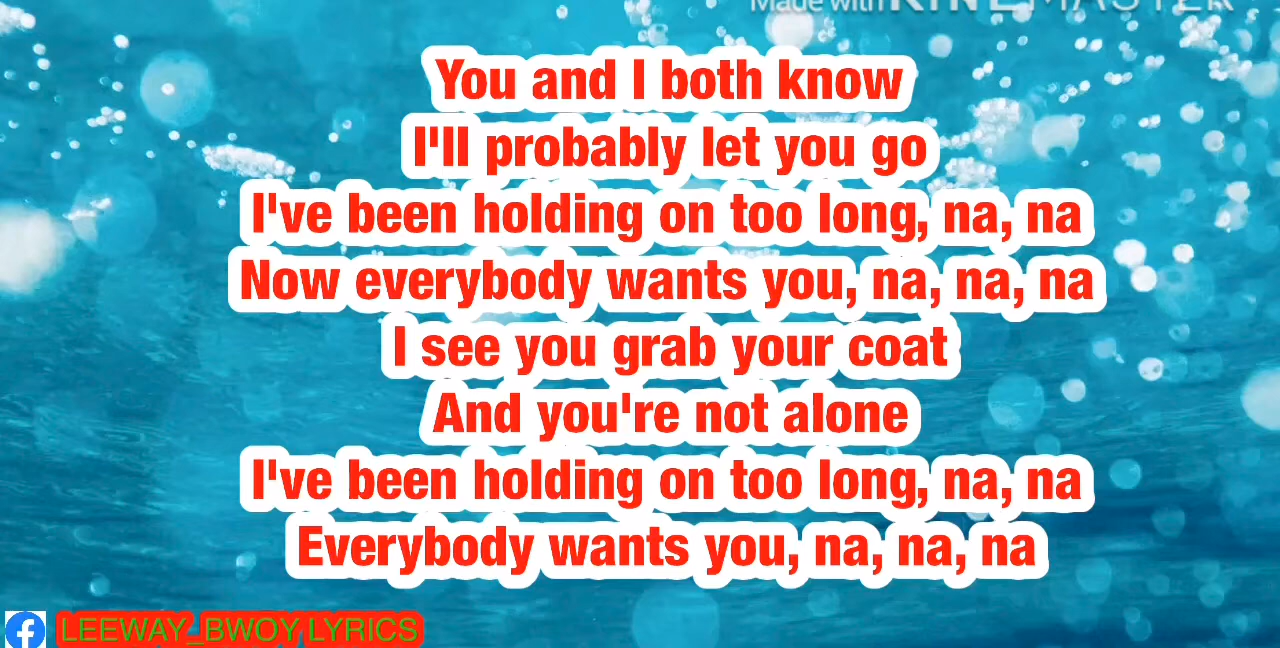 Made with KINEMASTER
You and I both know
I'll probably let you go
I've been holding on too long, na, na
Now everybody wants you, na, na, na
I see you grab your coat
And you're not alone
I've been holding on too long, na, na
Everybody wants you, na, na, na
LEEWAY_BWOY LYRICS